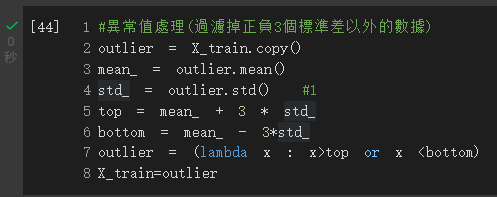 [44]
0
秒
1 #異常值處理(過濾掉正負3個標準差以外的數據)
2 outlier = X_train.copy()
3 mean_ = outlier.mean()
4 std_ = outlier.std() #1
5 top = mean_ + 3 * std_
6 bottom = mean_ - 3*std_
7 outlier = (lambda x : x>top or x <bottom)
8 X_train=outlier